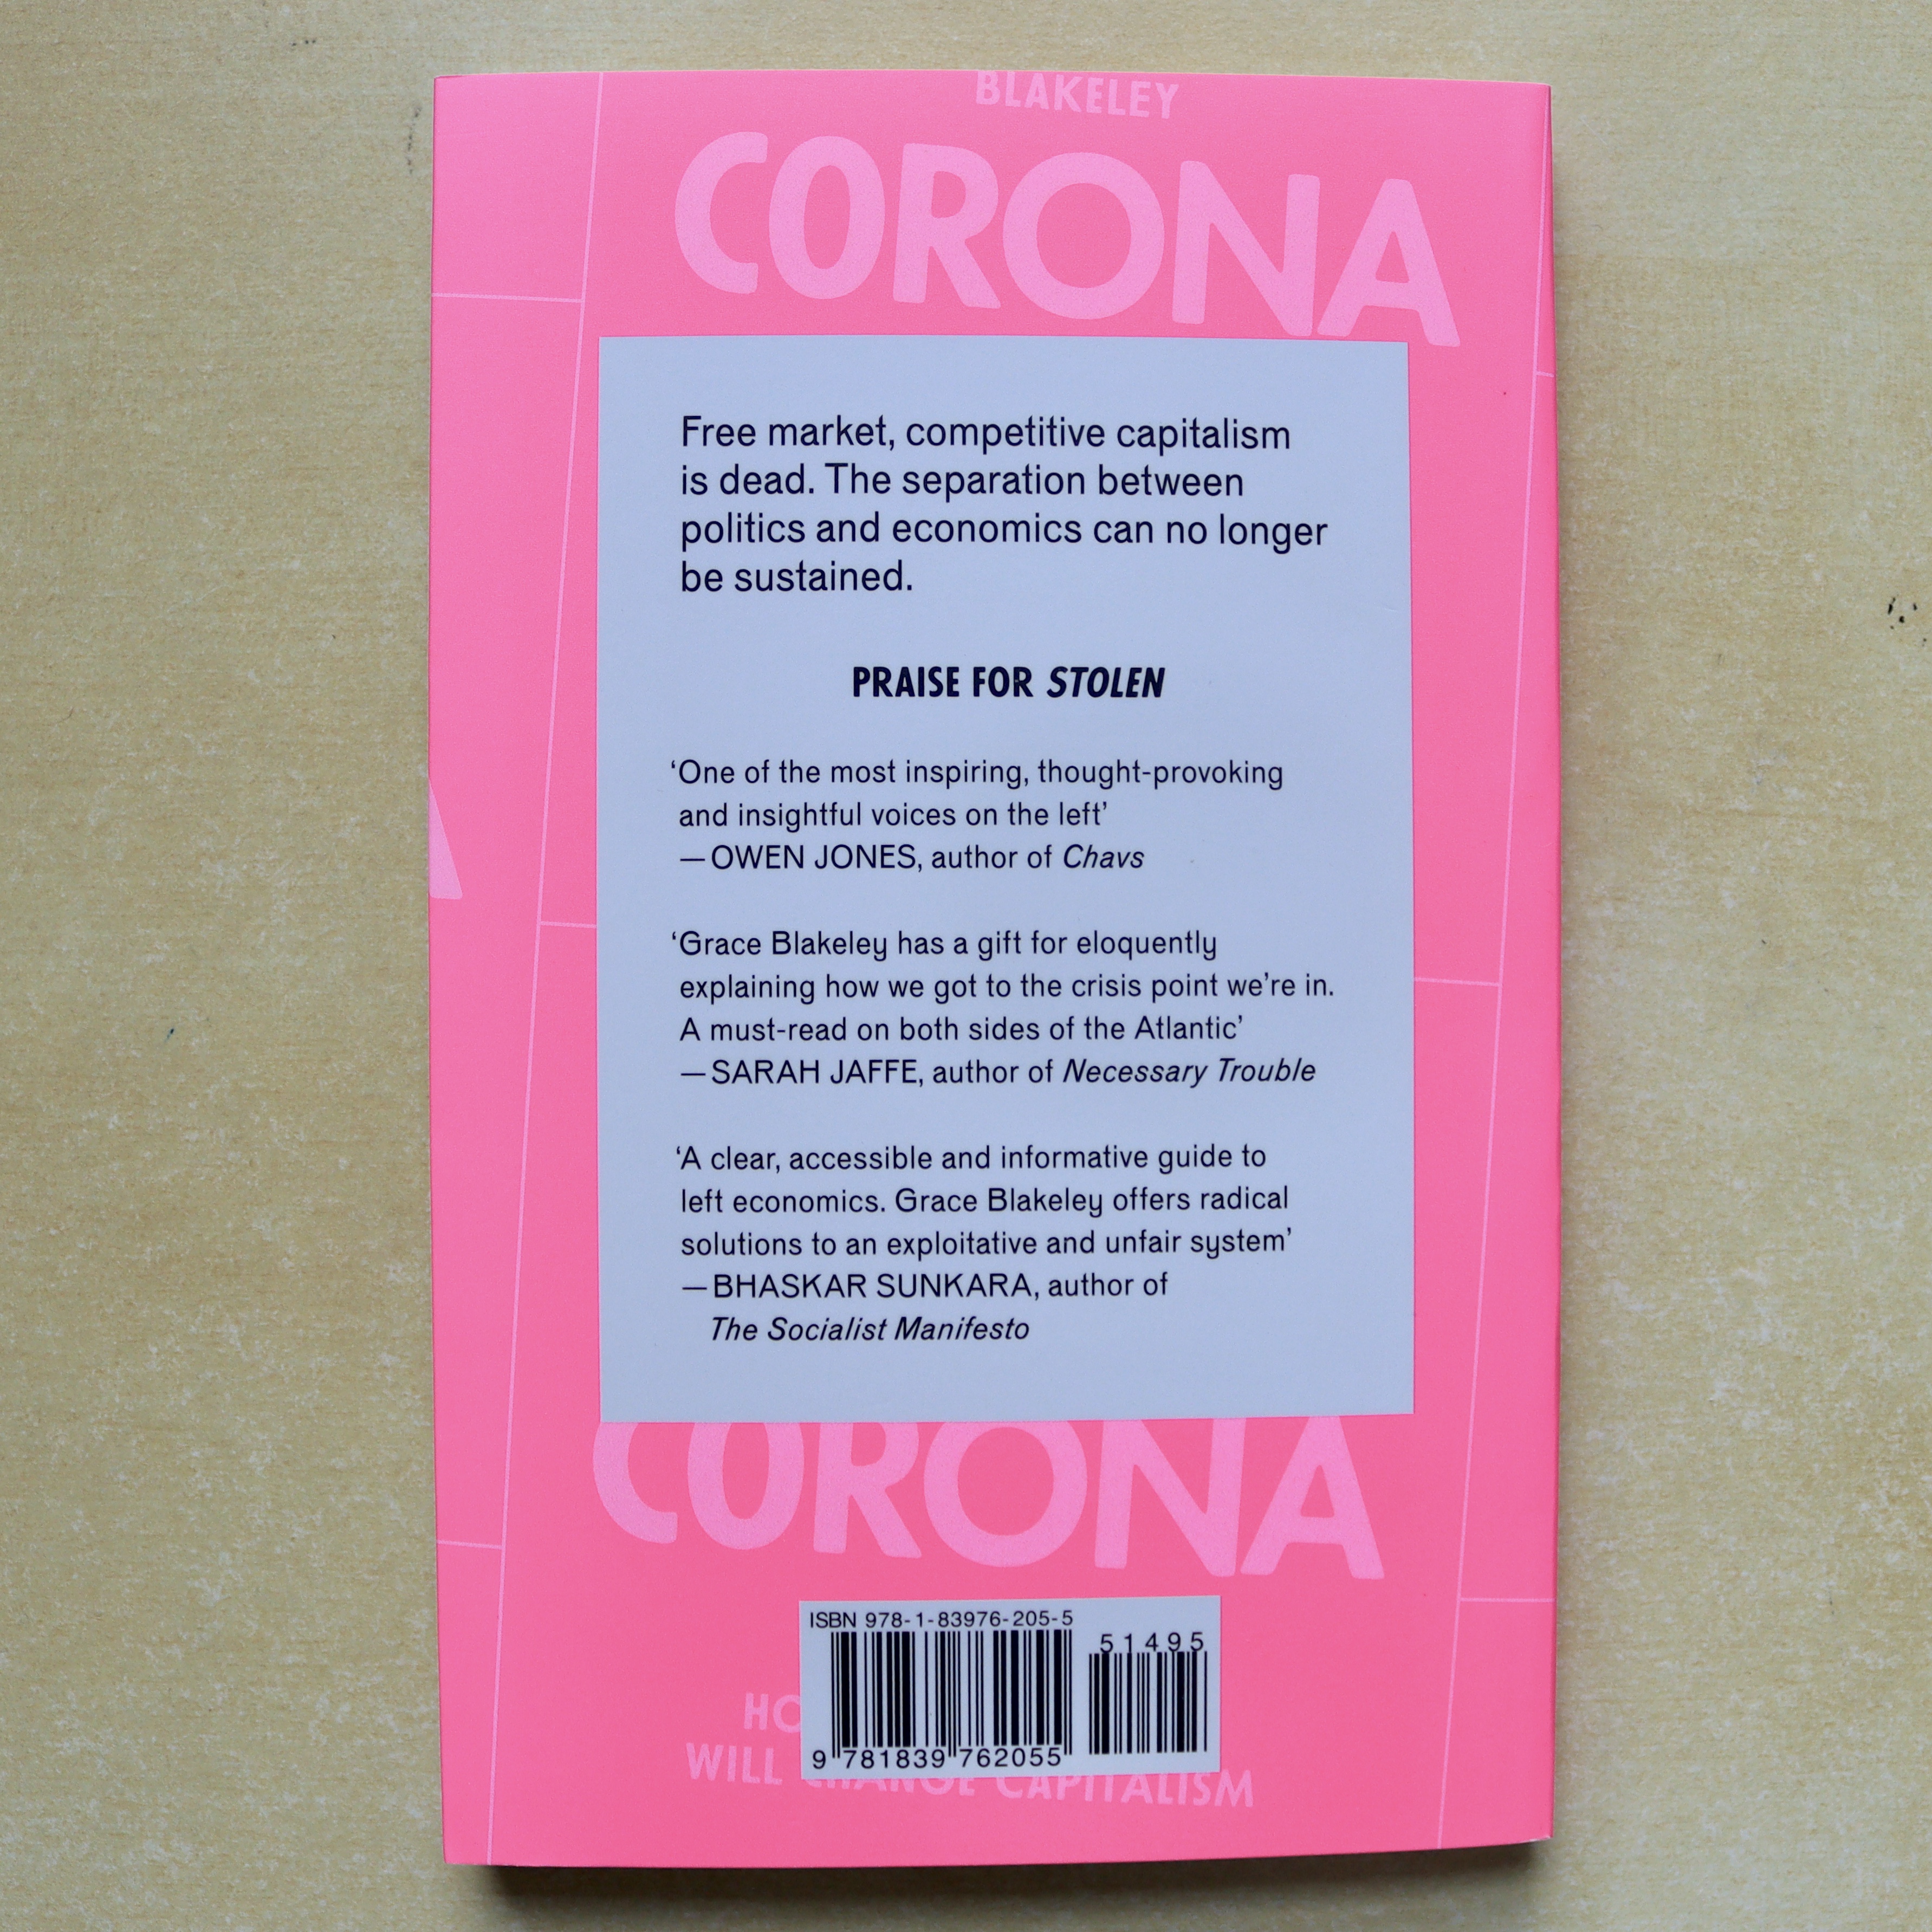 BLAKELEY
CORONA
Free market, competitive capitalism
is dead. The separation between
politics and economics can no longer
be sustained.
PRAISE FOR STOLEN
‘One of the most inspiring, thought-provoking
and insightful voices on the left’
— OWEN JONES, author of Chavs
‘Grace Blakeley has a gift for eloquently
explaining how we got to the crisis point we’re in.
A must-read on both sides of the Atlantic’
— SARAH JAFFE, author of Necessary Trouble
‘A clear, accessible and informative guide to
left economics. Grace Blakeley offers radical
solutions to an exploitative and unfair system’
— BHASKAR SUNKARA, author of
The Socialist Manifesto
CORONA
ISBN 978-1-83976-205-5
51495
9 781839 762055
WILL CHANGE CAPITALISM